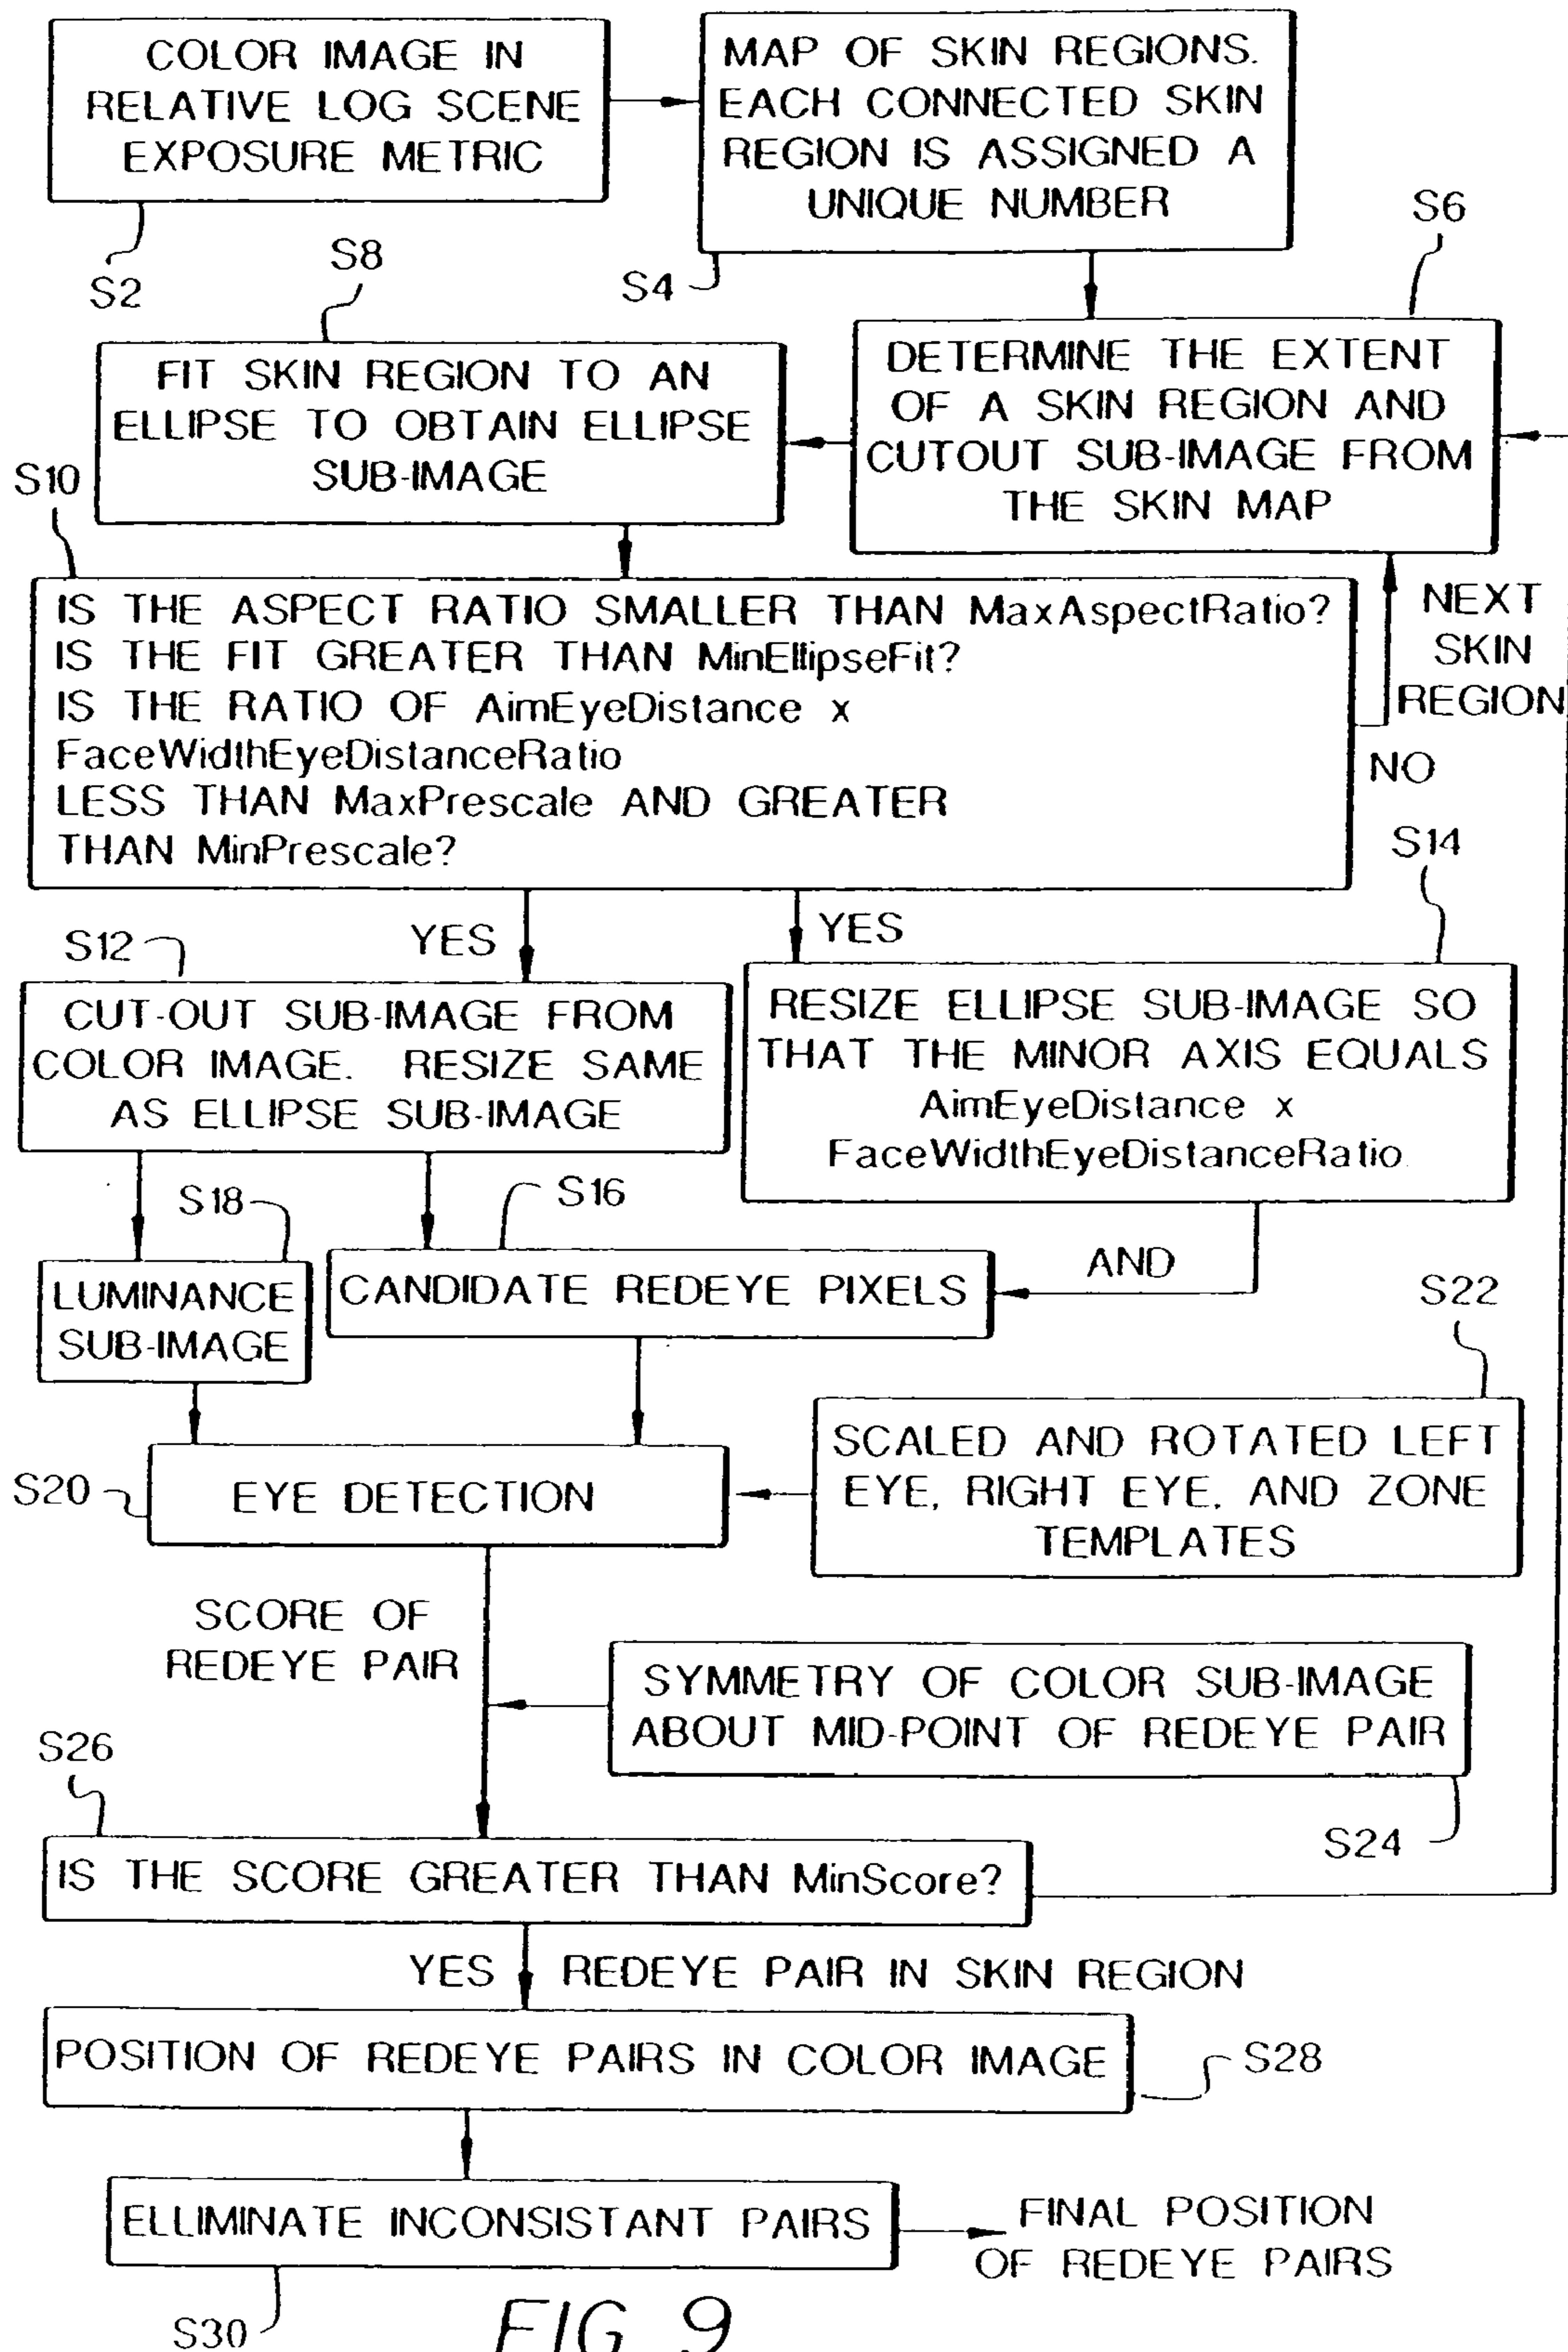 COLOR IMAGE IN
RELATIVE LOG SCENE
EXPOSURE METRIC
S2
MAP OF SKIN REGIONS.
EACH CONNECTED SKIN
REGION IS ASSIGNED A
UNIQUE NUMBER
S4
S6
DETERMINE THE EXTENT
OF A SKIN REGION AND
CUTOUT SUB-IMAGE FROM
THE SKIN MAP
S8
FIT SKIN REGION TO AN
ELLIPSE TO OBTAIN ELLIPSE
SUB-IMAGE
S10
IS THE ASPECT RATIO SMALLER THAN MaxAspectRatio?
IS THE FIT GREATER THAN MinEllipseFit?
IS THE RATIO OF AimEyeDistance x
FaceWidthEyeDistanceRatio
LESS THAN MaxPrescale AND GREATER
THAN MinPrescale?
NEXT
SKIN
REGION
NO
YES
YES
S12
CUT-OUT SUB-IMAGE FROM
COLOR IMAGE. RESIZE SAME
AS ELLIPSE SUB-IMAGE
S14
RESIZE ELLIPSE SUB-IMAGE SO
THAT THE MINOR AXIS EQUALS
AimEyeDistance x
FaceWidthEyeDistanceRatio
S18
LUMINANCE
SUB-IMAGE
S16
CANDIDATE REDEYE PIXELS
AND
S22
SCALED AND ROTATED LEFT
EYE, RIGHT EYE, AND ZONE
TEMPLATES
S20
EYE DETECTION
SCORE OF
REDEYE PAIR
SYMMETRY OF COLOR SUB-IMAGE
ABOUT MID-POINT OF REDEYE PAIR
S24
S26
IS THE SCORE GREATER THAN MinScore?
YES
REDEYE PAIR IN SKIN REGION
POSITION OF REDEYE PAIRS IN COLOR IMAGE
S28
ELLIMINATE INCONSISTANT PAIRS
S30
FINAL POSITION
OF REDEYE PAIRS
FIG 9